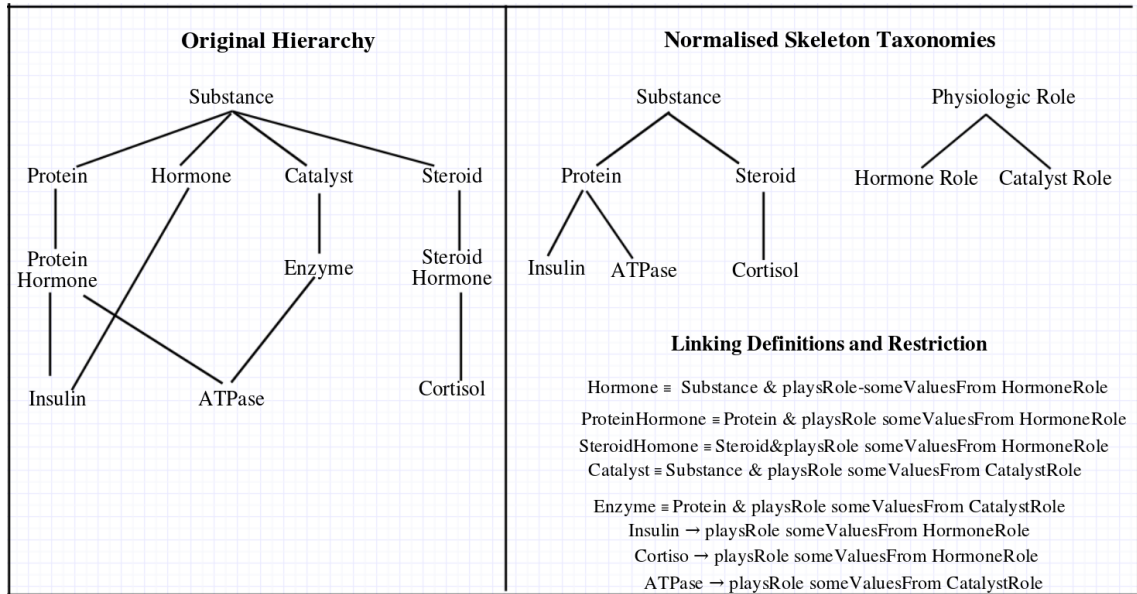 Original Hierarchy
Substance
Protein Hormone Catalyst Steroid
Protein
Hormone
Enzyme
Steroid
Hormone
Insulin
ATPase
Cortisol
Normalised Skeleton Taxonomies
Substance
Protein Steroid
Insulin ATPase Cortisol
Physiologic Role
Hormone Role Catalyst Role
Linking Definitions and Restriction
Hormone ≡ Substance & playsRole-someValuesFrom HormoneRole
ProteinHormone ≡ Protein & playsRole someValuesFrom HormoneRole
SteroidHomone ≡ Steroid&playsRole someValuesFrom HormoneRole
Catalyst ≡ Substance & playsRole someValuesFrom CatalystRole
Enzyme ≡ Protein & playsRole someValuesFrom CatalystRole
Insulin → playsRole someValuesFrom HormoneRole
Cortiso → playsRole someValuesFrom HormoneRole
ATPase → playsRole someValuesFrom CatalystRole